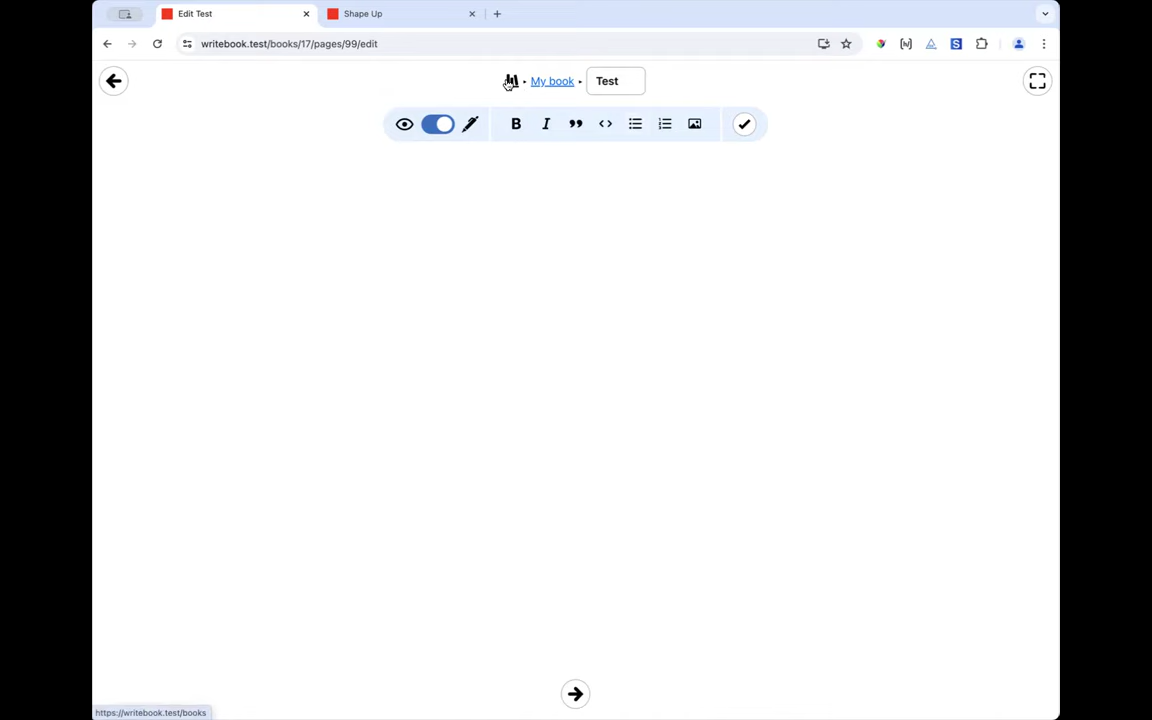 Edit Test
Shape Up
writebook.test/books/17/pages/99/edit
My book
Test
B I
https://writebook.test/books